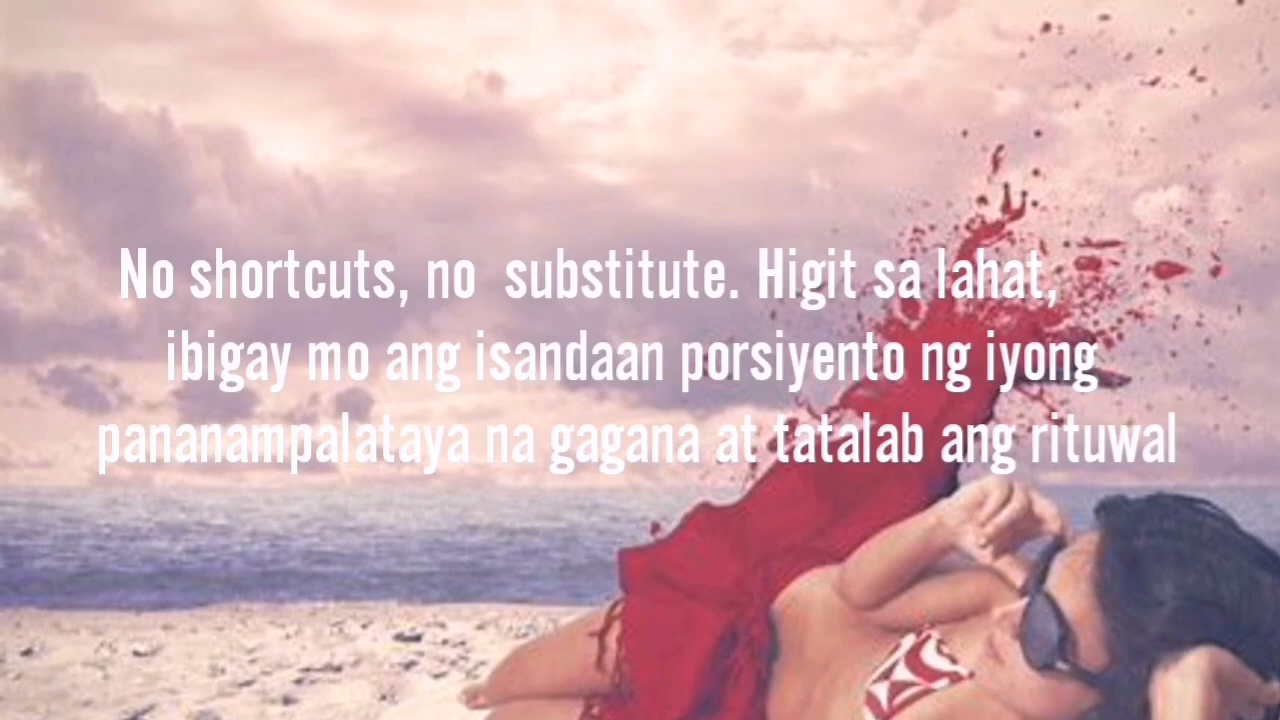 No shortcuts, no substitute. Higit sa lahat,
ibigay mo ang isandaan porsiyento ng iyong
pananampalataya na gagana at tatalab ang rituwal